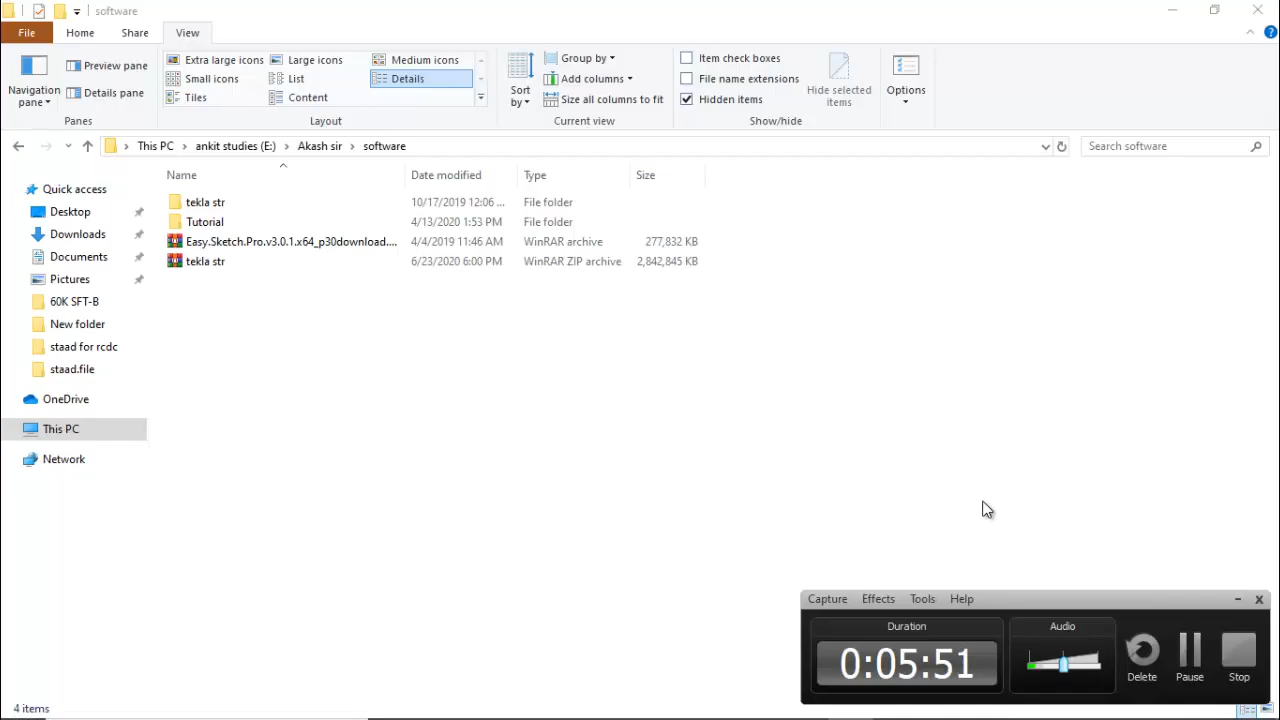 software
File Home Share View
Preview pane
Details pane
Navigation pane
Panes
Extra large icons Large icons Medium icons
Small icons List Details
Tiles Content
Layout
Sort by
Group by
Add columns
Size all columns to fit
Current view
Item check boxes
File name extensions
Hidden items
Hide selected items
Show/hide
Options
This PC > ankit studies (E:) > Akash sir > software
Search software
Name Date modified Type Size
tekla str 10/17/2019 12:06 ... File folder
Tutorial 4/13/2020 1:53 PM File folder
Easy.Sketch.Pro.v3.0.1.x64_p30download.... 4/4/2019 11:46 AM WinRAR archive 277,832 KB
tekla str 6/23/2020 6:00 PM WinRAR ZIP archive 2,842,845 KB
Quick access
Desktop
Downloads
Documents
Pictures
60K SFT-B
New folder
staad for rcdc
staad.file
OneDrive
This PC
Network
Capture Effects Tools Help
Duration
0:05:51
Audio
Delete Pause Stop
4 items